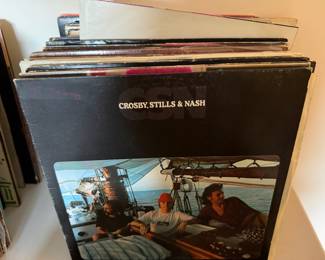 CSN
CROSBY, STILLS & NASH